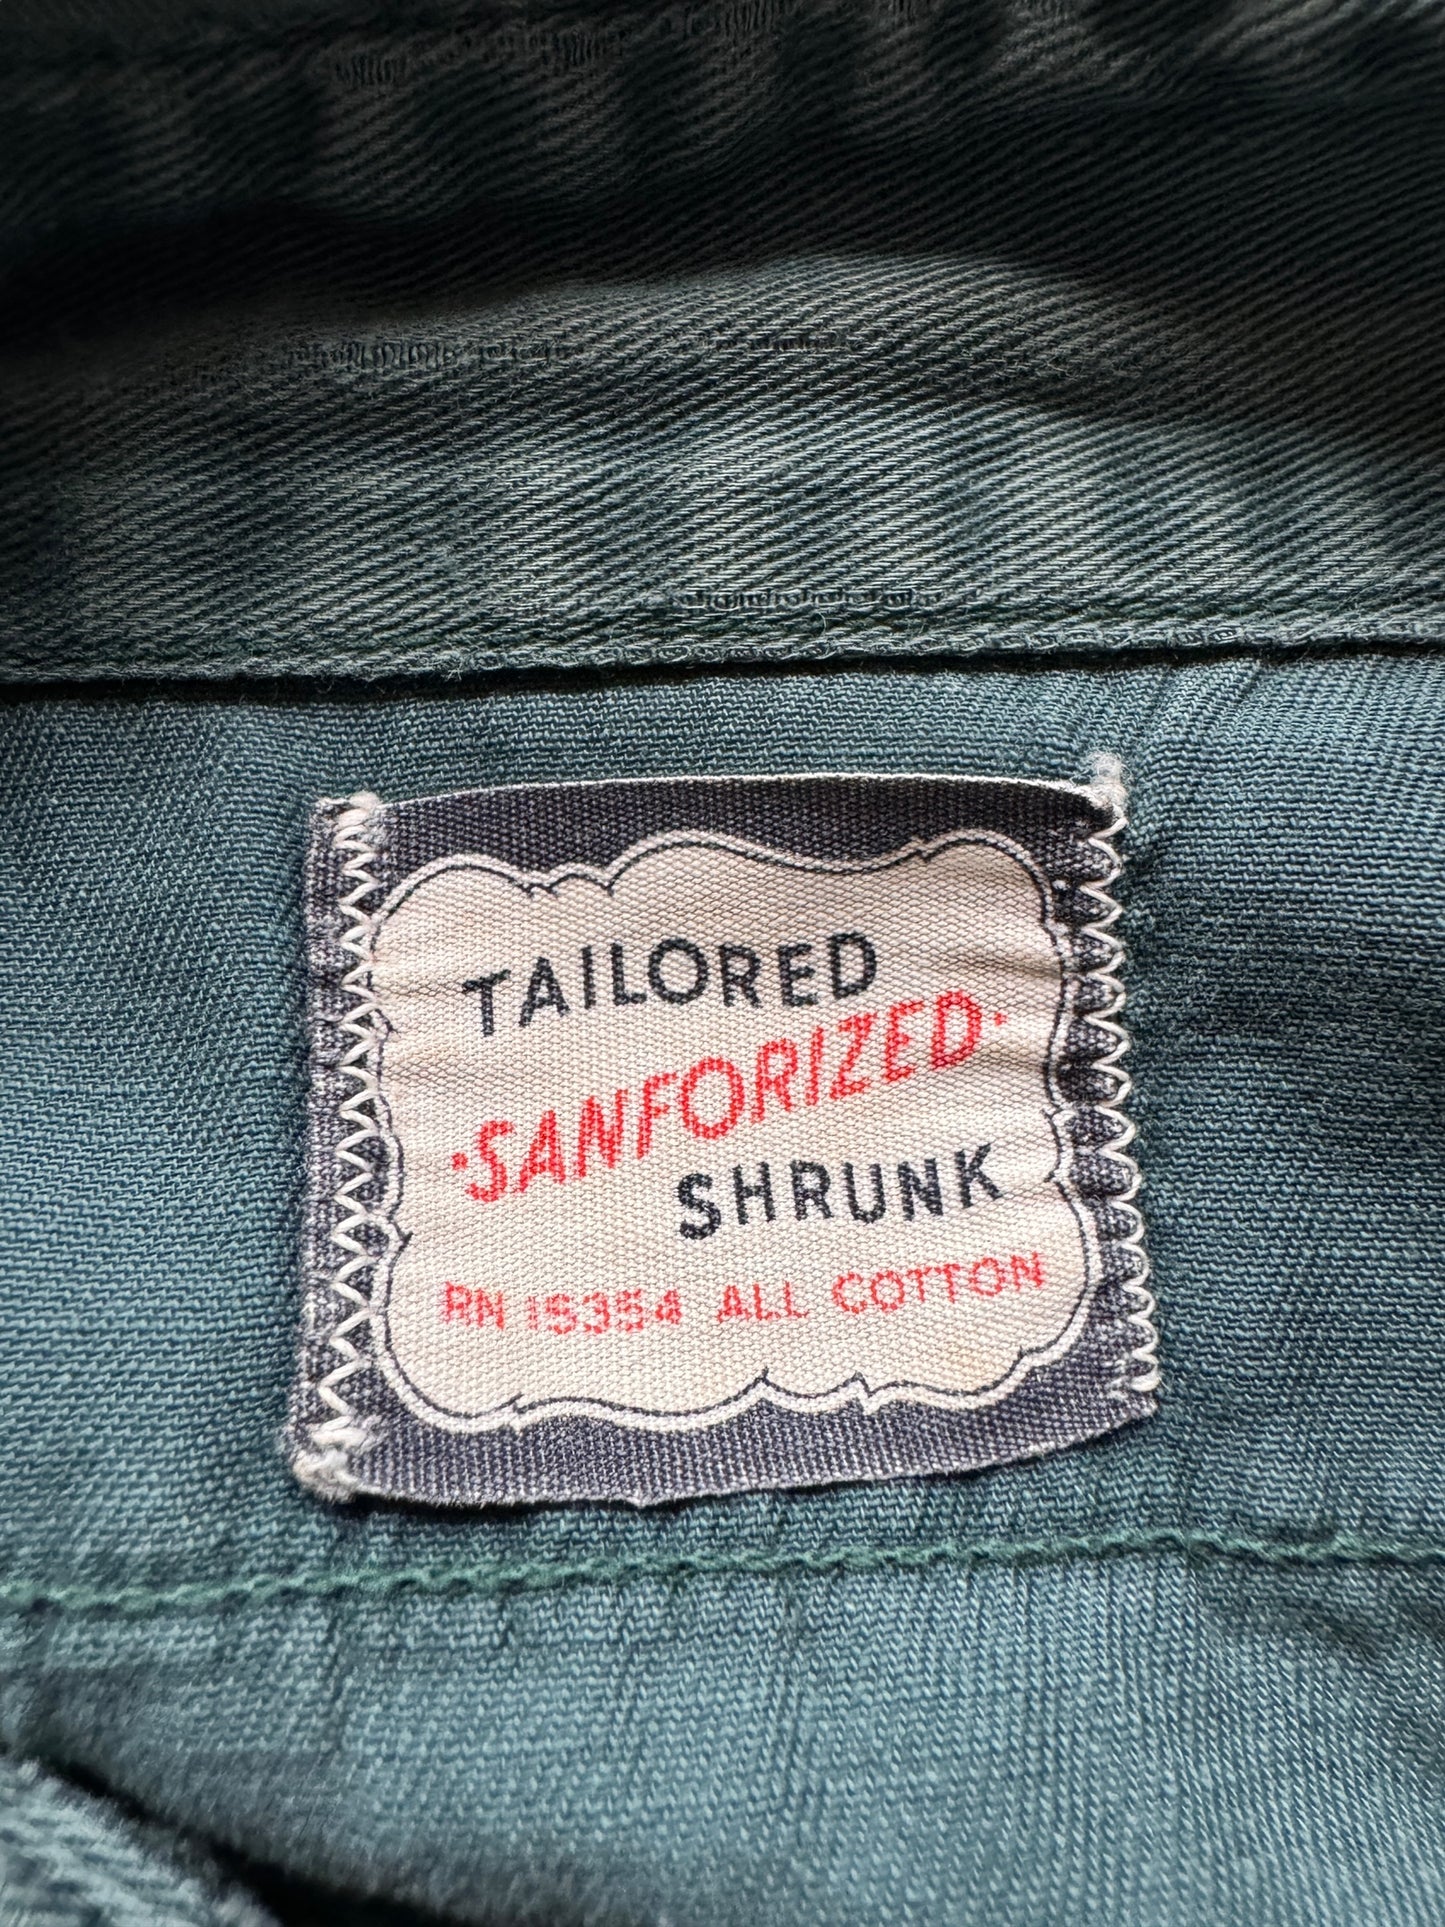 TAILORED
·SANFORIZED·
SHRUNK
RN 15354 ALL COTTON